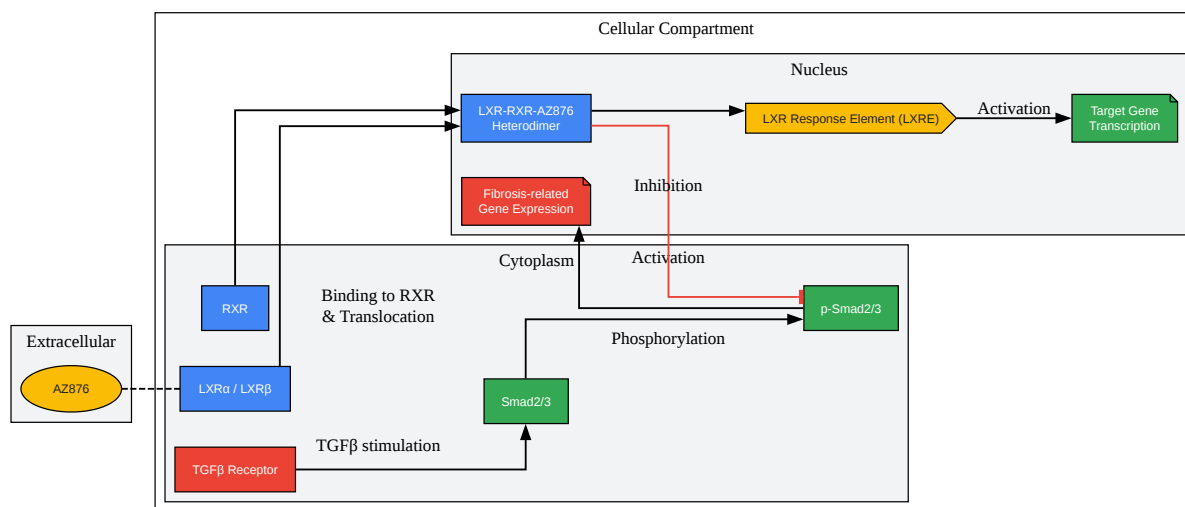 Cellular Compartment
Nucleus
LXR-RXR-AZ876
Heterodimer
LXR Response Element (LXRE)
Activation
Target Gene
Transcription
Inhibition
Fibrosis-related
Gene Expression
Cytoplasm
Activation
RXR
Binding to RXR
& Translocation
p-Smad2/3
Phosphorylation
Extracellular
AZ876
LXRα / LXRβ
Smad2/3
TGFβ stimulation
TGFβ Receptor